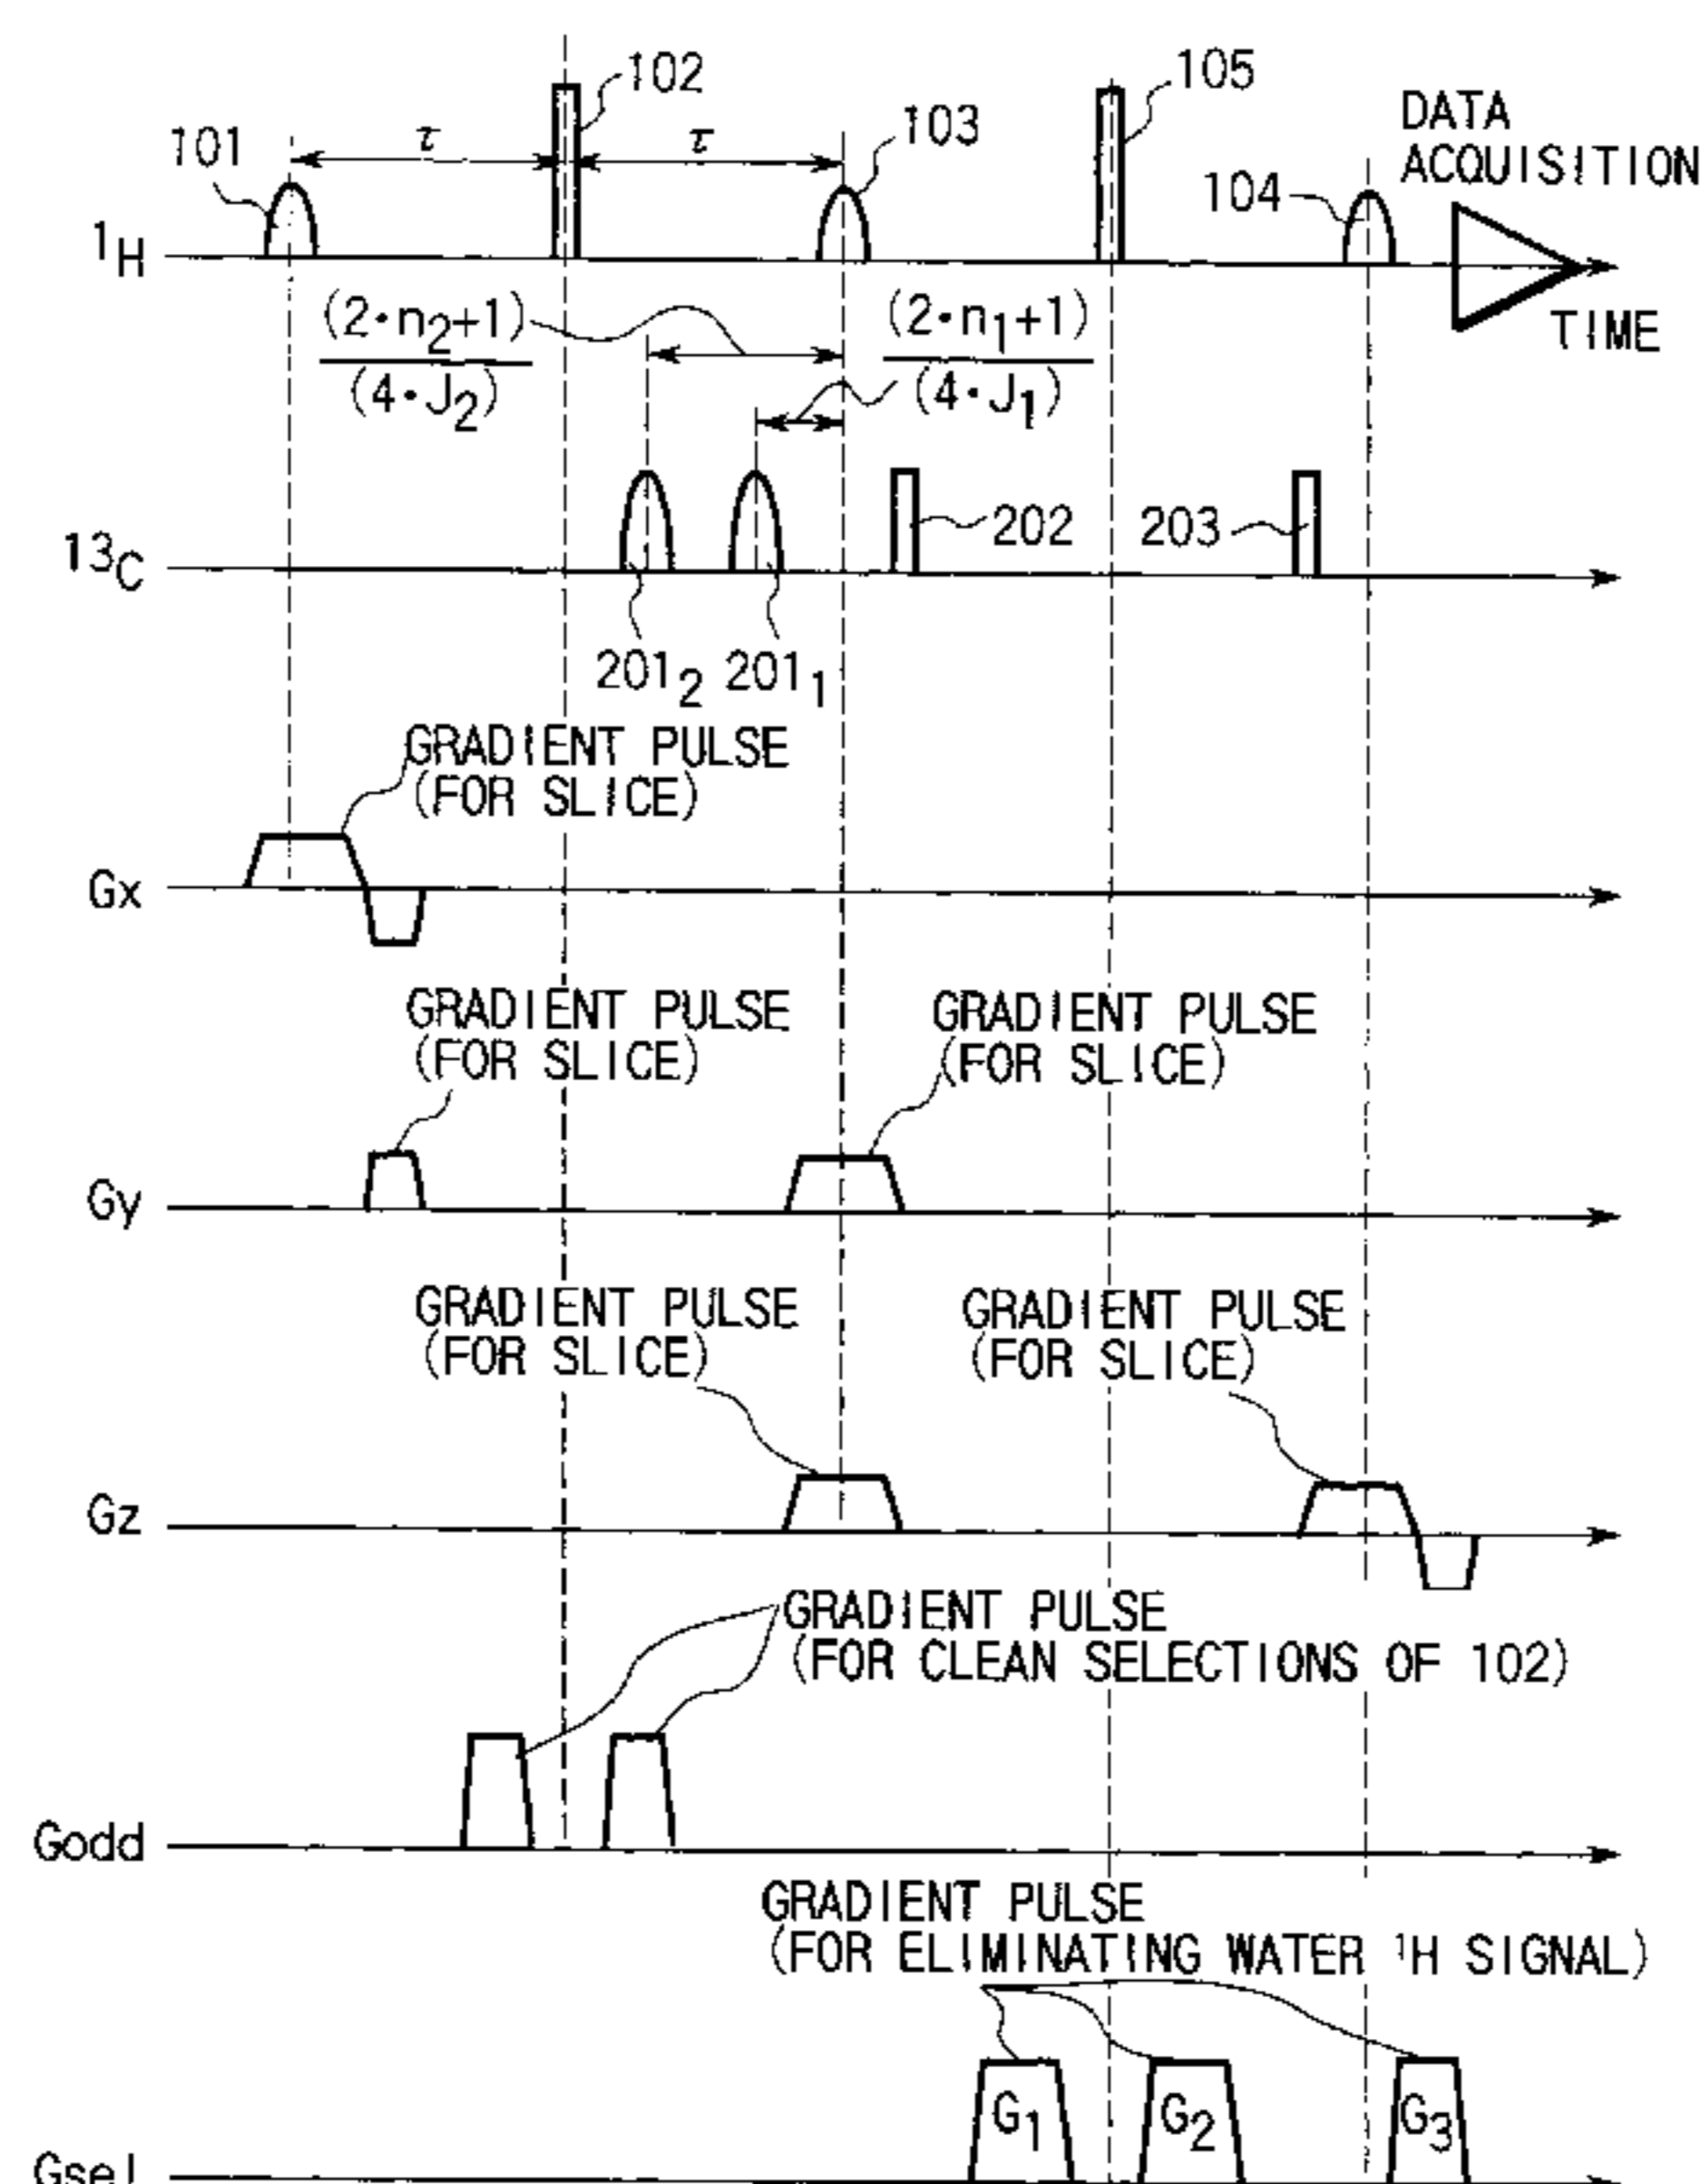 102
105
DATA
ACQUISITION
101
τ
τ
103
104
1H
TIME
(2·n2+1)
(4·J2)
(2·n1+1)
(4·J1)
13C
202
203
2012
2011
GRADIENT PULSE
(FOR SLICE)
Gx
GRADIENT PULSE
(FOR SLICE)
GRADIENT PULSE
(FOR SLICE)
Gy
GRADIENT PULSE
(FOR SLICE)
GRADIENT PULSE
(FOR SLICE)
Gz
GRADIENT PULSE
(FOR CLEAN SELECTIONS OF 102)
Godd
GRADIENT PULSE
(FOR ELIMINATING WATER 1H SIGNAL)
G1
G2
G3
Gsel